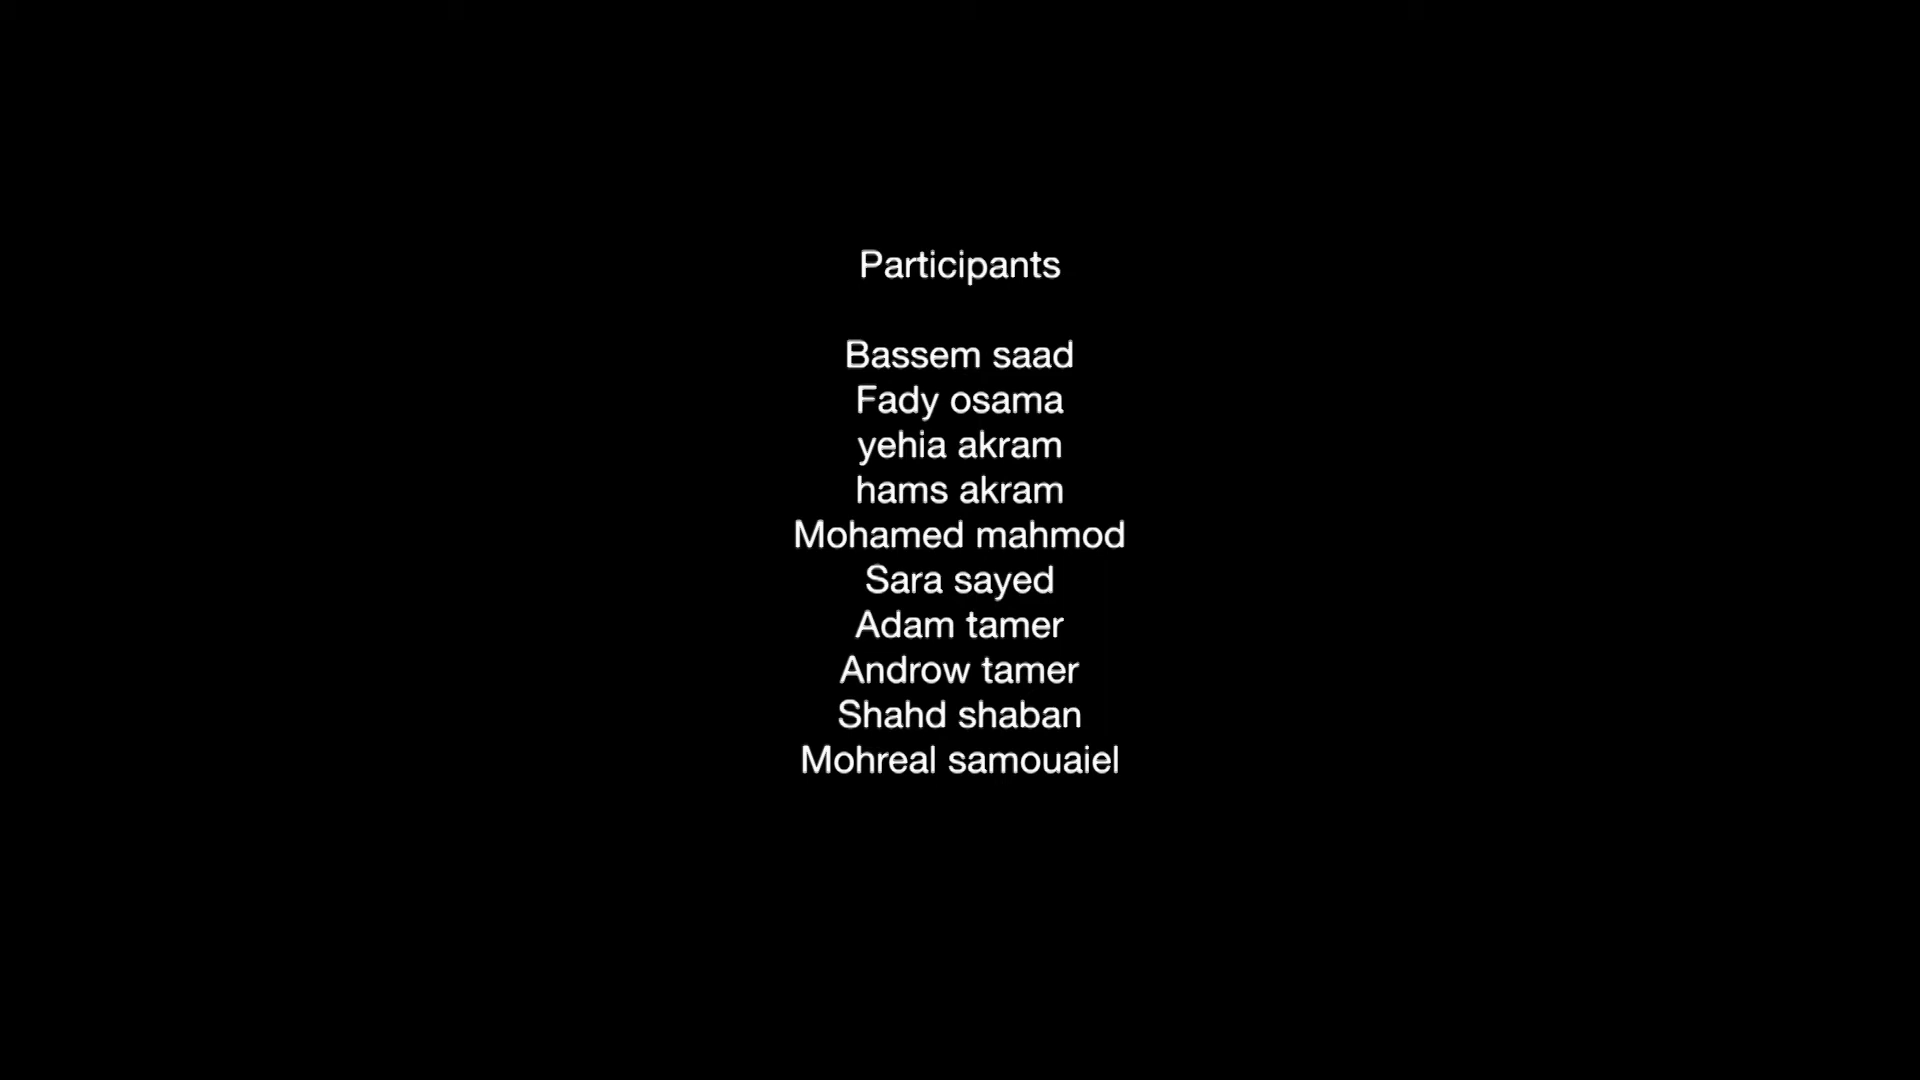 Participants
Bassem saad
Fady osama
yehia akram
hams akram
Mohamed mahmod
Sara sayed
Adam tamer
Androw tamer
Shahd shaban
Mohreal samouaiel